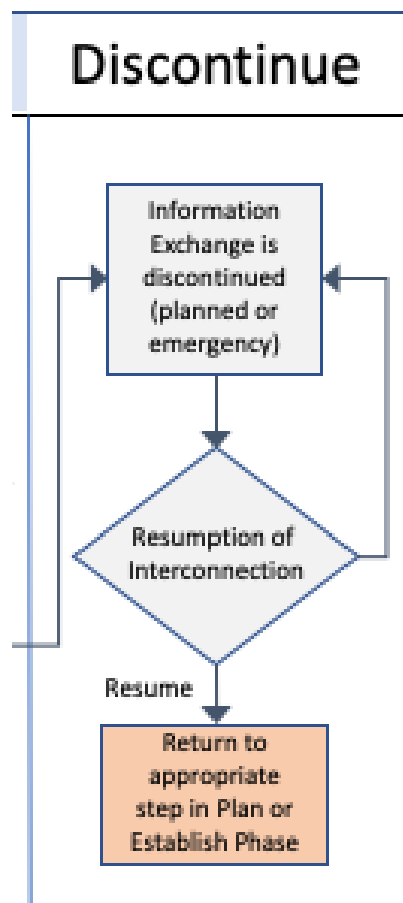 Discontinue
Information
Exchange is
discontinued
(planned or
emergency)
Resumption of
Interconnection
Resume
Return to
appropriate
step in Plan or
Establish Phase